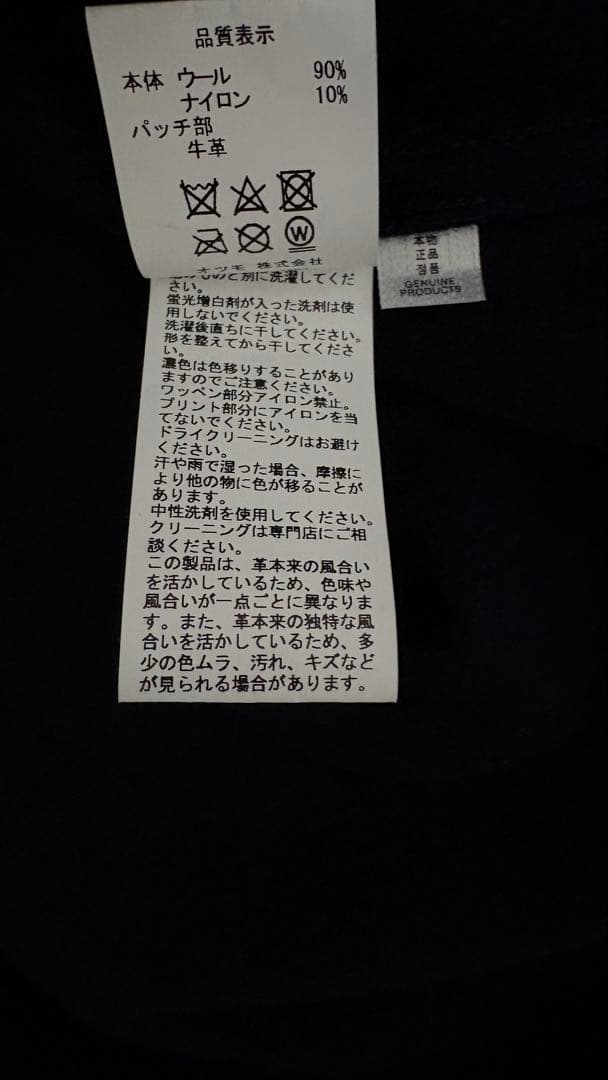 品質表示
本体 ウール 90%
ナイロン 10%
パッチ部
牛革
W
株式会社
と別に洗濯してくだ
さい。
蛍光増白剤が入った洗剤は使
用しないでください。
洗濯後直ちに干してください。
形を整えてから干してくださ
い。
濃色は色移りすることがあり
ますのでご注意ください。
ワッペン部分アイロン禁止。
プリント部分にアイロンを当
てないでください。
ドライクリーニングはお避け
ください。
汗や雨で湿った場合、摩擦に
より他の物に色が移ることが
あります。
中性洗剤を使用してください。
クリーニングは専門店にご相
談ください。
この製品は、革本来の風合い
を活かしているため、色味や
風合いが一点ごとに異なりま
す。また、革本来の独特な風
合いを活かしているため、多
少の色ムラ、汚れ、キズなど
が見られる場合があります。
本物
正品
정품
GENUINE
PRODUCTS